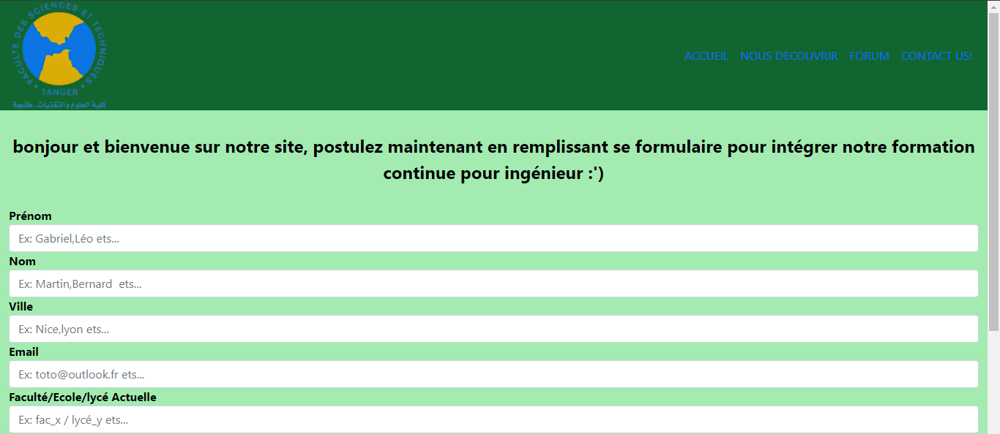 FACULTE DES SCIENCES ET TECHNIQUES
TANGER
كلية العلوم والتقنيات - طنجة
ACCUEIL NOUS DECOUVRIR FORUM CONTACT US!
bonjour et bienvenue sur notre site, postulez maintenant en remplissant se formulaire pour intégrer notre formation
continue pour ingénieur :')
Prénom
Ex: Gabriel,Léo ets...
Nom
Ex: Martin,Bernard  ets...
Ville
Ex: Nice,lyon ets...
Email
Ex: toto@outlook.fr ets...
Faculté/Ecole/lycé Actuelle
Ex: fac_x / lycé_y ets...